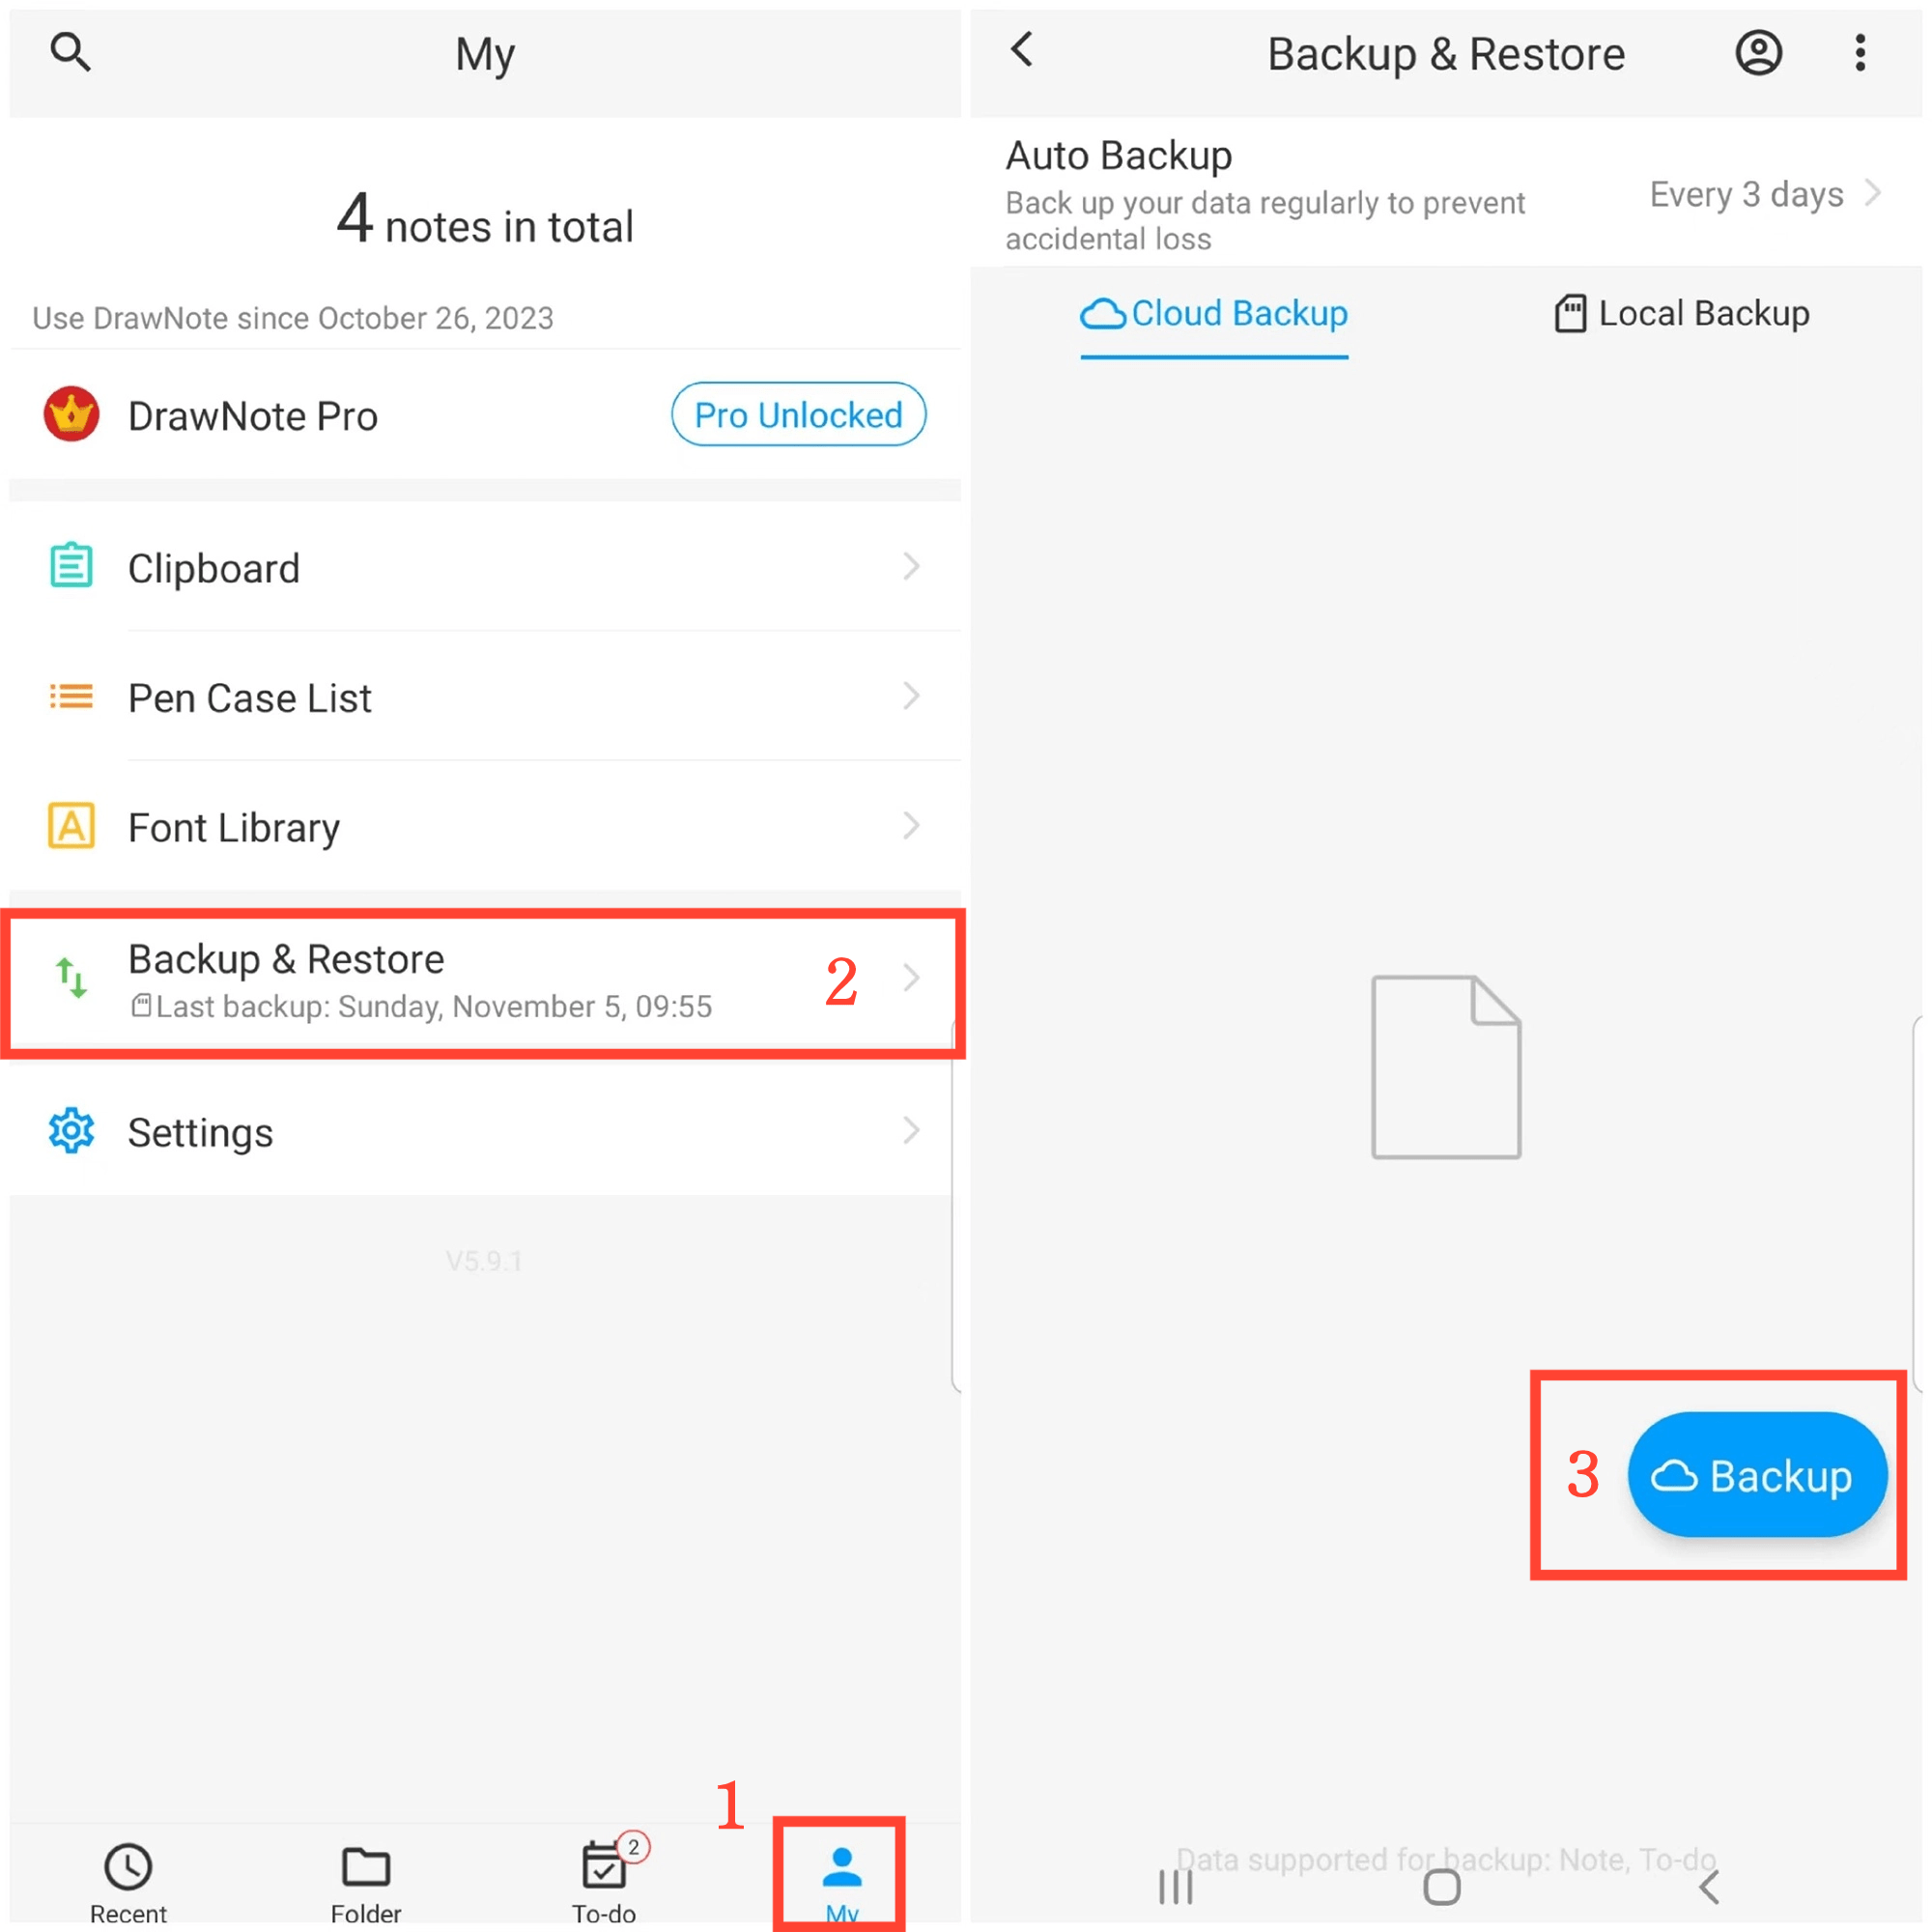 My
4 notes in total
Use DrawNote since October 26, 2023
DrawNote Pro
Pro Unlocked
Clipboard
Pen Case List
A Font Library
Backup & Restore
Last backup: Sunday, November 5, 09:55
2
Settings
V5.9.1
1
2
Recent
Folder
To-do
My
Backup & Restore
Auto Backup
Back up your data regularly to prevent
accidental loss
Every 3 days
Cloud Backup
Local Backup
3
Backup
Data supported for backup: Note, To-do